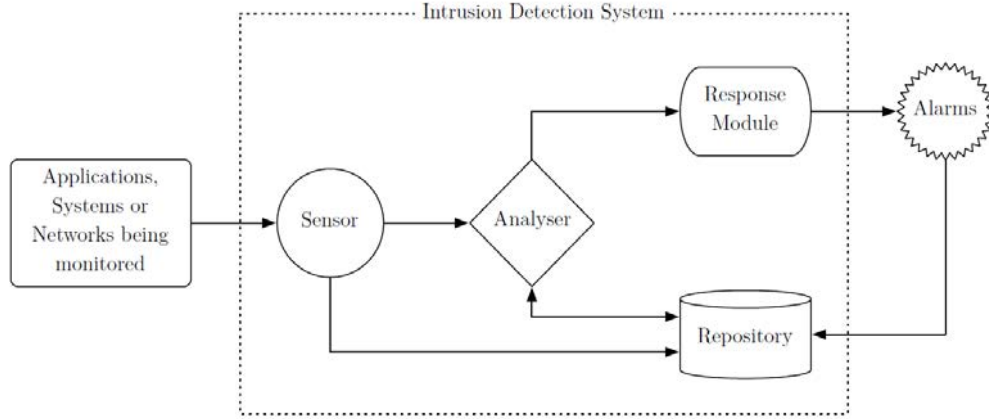 Intrusion Detection System
Response
Module
Alarms
Applications,
Systems or
Networks being
monitored
Sensor
Analyser
Repository